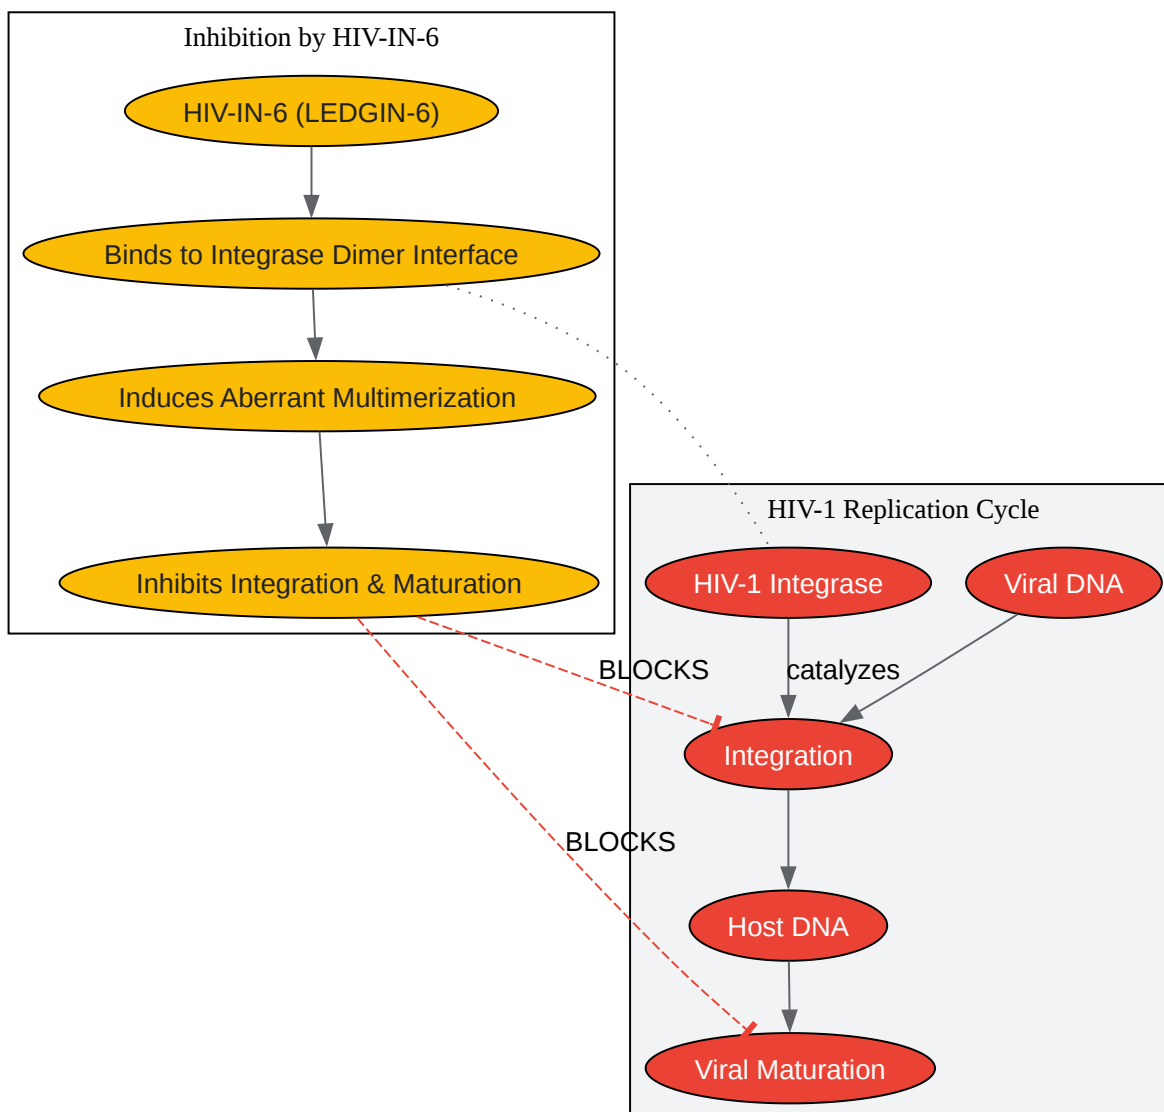 Inhibition by HIV-IN-6
HIV-IN-6 (LEDGIN-6)
Binds to Integrase Dimer Interface
Induces Aberrant Multimerization
Inhibits Integration & Maturation
HIV-1 Replication Cycle
HIV-1 Integrase
Viral DNA
BLOCKS
catalyzes
Integration
BLOCKS
Host DNA
Viral Maturation